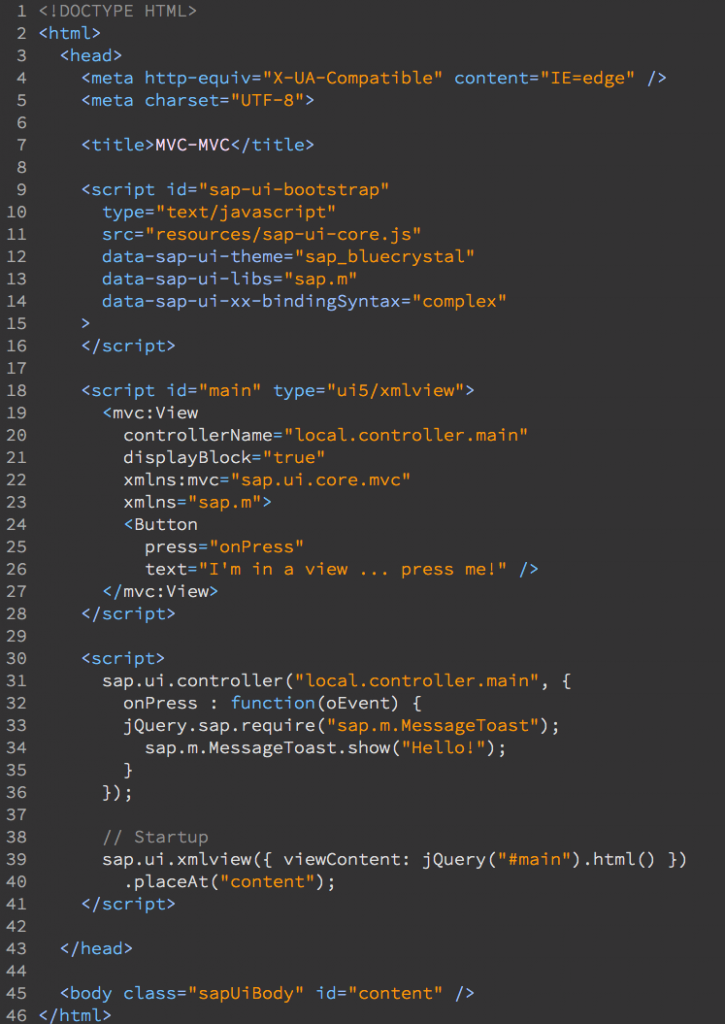 1 <!DOCTYPE HTML>
2 <html>
3   <head>
4     <meta http-equiv="X-UA-Compatible" content="IE=edge" />
5     <meta charset="UTF-8">
6
7     <title>MVC-MVC</title>
8
9     <script id="sap-ui-bootstrap"
10       type="text/javascript"
11       src="resources/sap-ui-core.js"
12       data-sap-ui-theme="sap_bluecrystal"
13       data-sap-ui-libs="sap.m"
14       data-sap-ui-xx-bindingSyntax="complex"
15     >
16     </script>
17
18     <script id="main" type="ui5/xmlview">
19       <mvc:View
20         controllerName="local.controller.main"
21         displayBlock="true"
22         xmlns:mvc="sap.ui.core.mvc"
23         xmlns="sap.m">
24         <Button
25           press="onPress"
26           text="I'm in a view ... press me!" />
27       </mvc:View>
28     </script>
29
30     <script>
31       sap.ui.controller("local.controller.main", {
32         onPress : function(oEvent) {
33         jQuery.sap.require("sap.m.MessageToast");
34           sap.m.MessageToast.show("Hello!");
35         }
36       });
37
38       // Startup
39       sap.ui.xmlview({ viewContent: jQuery("#main").html() })
40         .placeAt("content");
41     </script>
42
43   </head>
44
45   <body class="sapUiBody" id="content" />
46 </html>